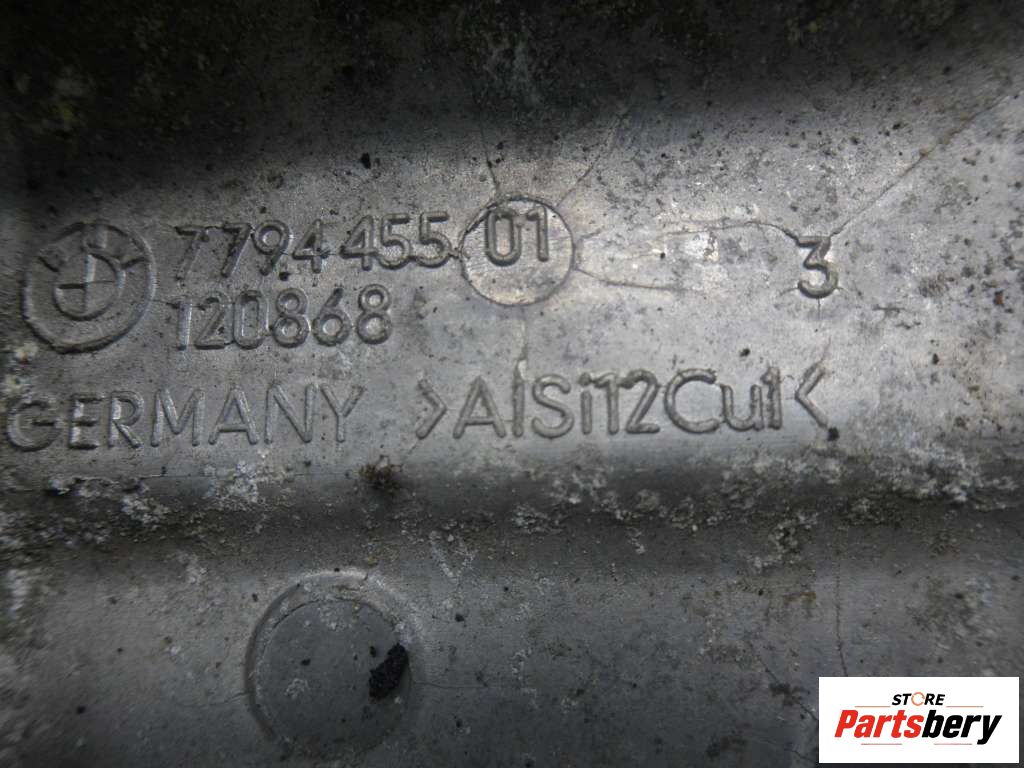 7794455 01 3
120868
GERMANY >AlSi12Cu1<
STORE
Partsbery